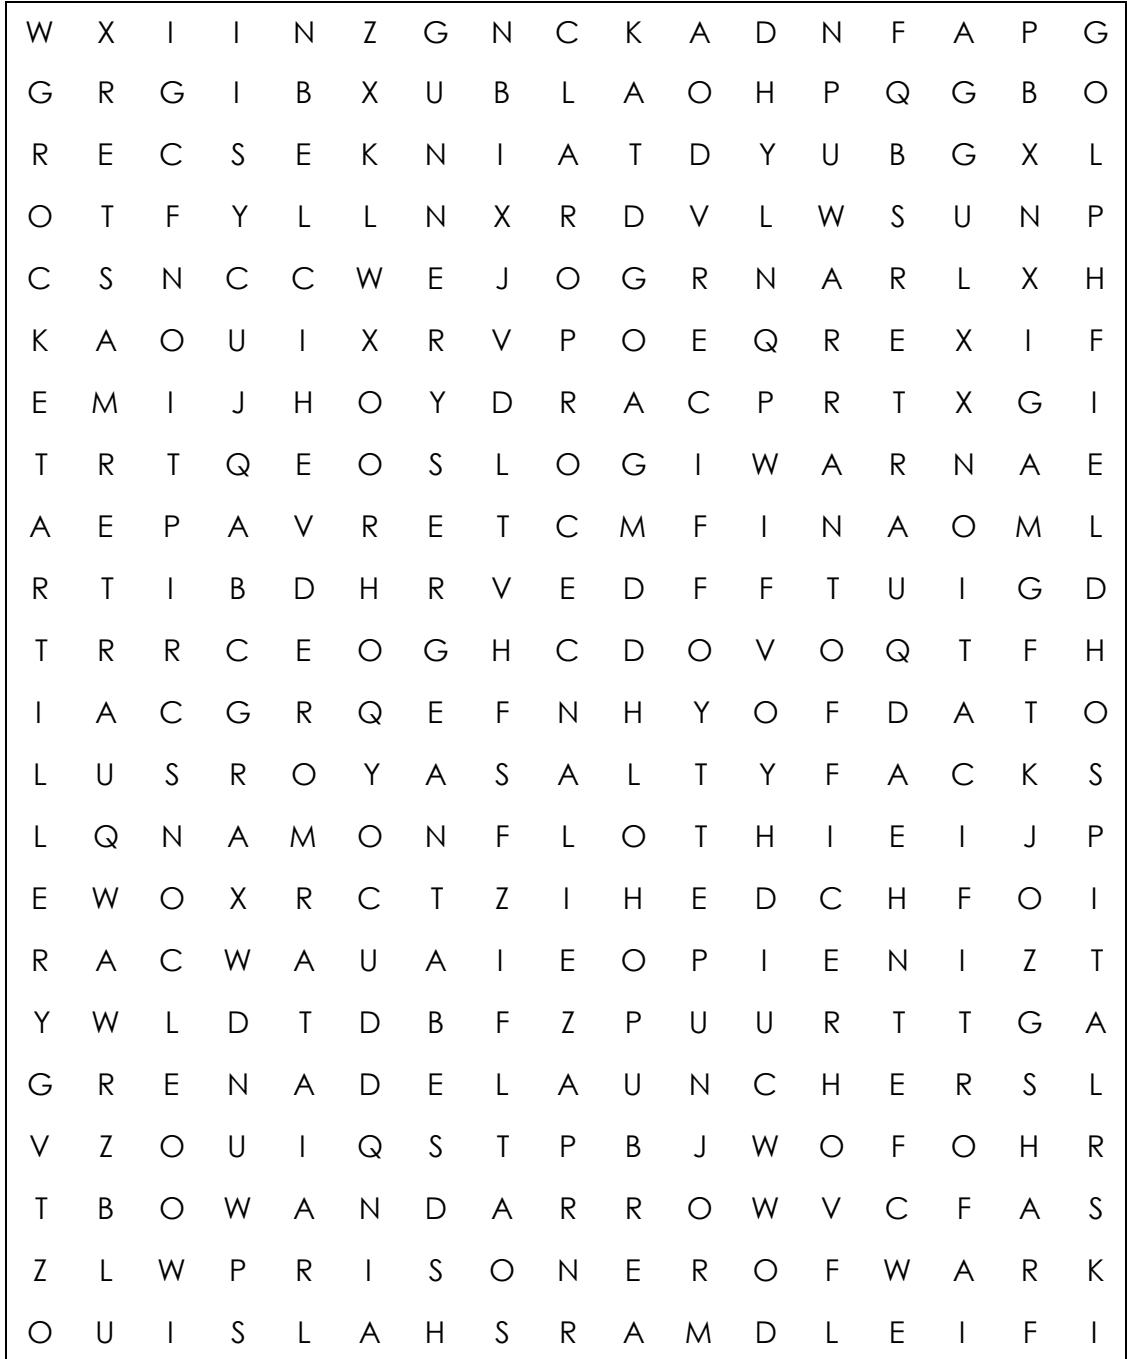 W X I I N Z G N C K A D N F A P G
G R G I B X U B L A O H P Q G B O
R E C S E K N I A T D Y U B G X L
O T F Y L L N X R D V L W S U N P
C S N C C W E J O G R N A R L X H
K A O U I X R V P O E Q R E X I F
E M I J H O Y D R A C P R T X G I
T R T Q E O S L O G I W A R N A E
A E P A V R E T C M F I N A O M L
R T I B D H R V E D F F T U I G D
T R R C E O G H C D O V O Q T F H
I A C G R Q E F N H Y O F D A T O
L U S R O Y A S A L T Y F A C K S
L Q N A M O N F L O T H I E I J P
E W O X R C T Z I H E D C H F O I
R A C W A U A I E O P I E N I Z T
Y W L D T D B F Z P U U R T T G A
G R E N A D E L A U N C H E R S L
V Z O U I Q S T P B J W O F O H R
T B O W A N D A R R O W V C F A S
Z L W P R I S O N E R O F W A R K
O U I S L A H S R A M D L E I F I